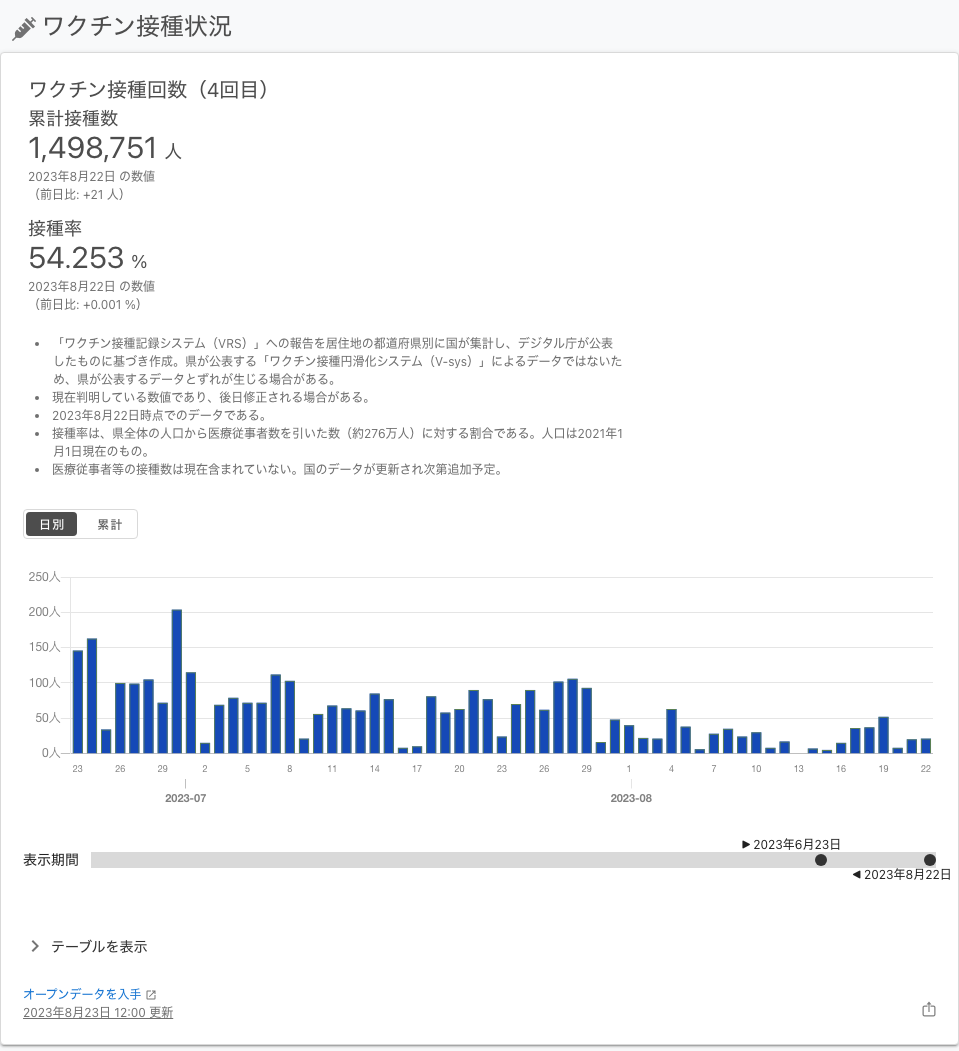 ワクチン接種状況
ワクチン接種回数（4回目）
累計接種数
1,498,751 人
2023年8月22日 の数値
（前日比: +21 人）
接種率
54.253 %
2023年8月22日 の数値
（前日比: +0.001 %）
• 「ワクチン接種記録システム（VRS）」への報告を居住地の都道府県別に国が集計し、デジタル庁が公表
したものに基づき作成。県が公表する「ワクチン接種円滑化システム（V-sys）」によるデータではないた
め、県が公表するデータとずれが生じる場合がある。
• 現在判明している数値であり、後日修正される場合がある。
• 2023年8月22日時点でのデータである。
• 接種率は、県全体の人口から医療従事者数を引いた数（約276万人）に対する割合である。人口は2021年1
月1日現在のもの。
• 医療従事者等の接種数は現在含まれていない。国のデータが更新され次第追加予定。
日別 累計
250人
200人
150人
100人
50人
0人
23 26 29 2 5 8 11 14 17 20 23 26 29 1 4 7 10 13 16 19 22
2023-07 2023-08
▶ 2023年6月23日
表示期間
◀ 2023年8月22日
テーブルを表示
オープンデータを入手
2023年8月23日 12:00 更新